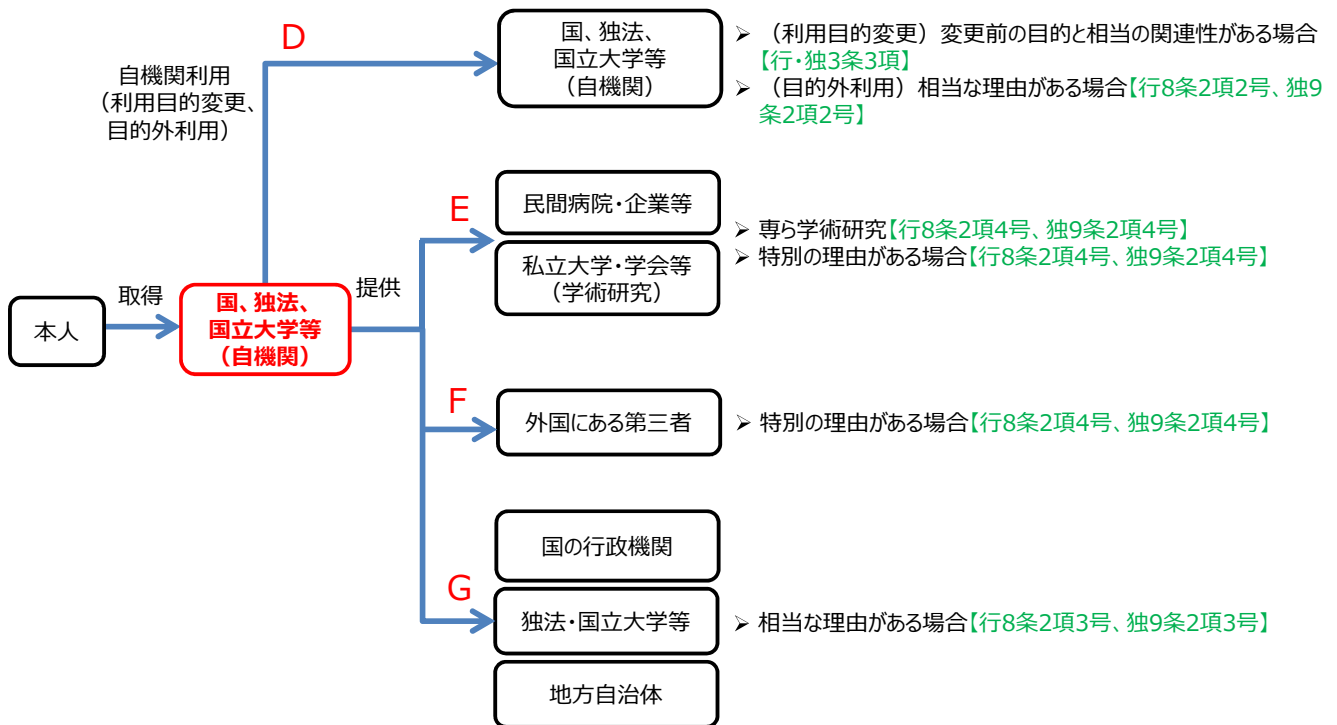 D
国、独法、
国立大学等
（自機関）
➢ （利用目的変更）変更前の目的と相当の関連性がある場合
【行・独3条3項】
➢ （目的外利用）相当な理由がある場合【行8条2項2号、独9
条2項2号】
自機関利用
（利用目的変更、
目的外利用）
E
民間病院・企業等
私立大学・学会等
（学術研究）
➢ 専ら学術研究【行8条2項4号、独9条2項4号】
➢ 特別の理由がある場合【行8条2項4号、独9条2項4号】
本人
取得
国、独法、
国立大学等
（自機関）
提供
F
外国にある第三者
➢ 特別の理由がある場合【行8条2項4号、独9条2項4号】
国の行政機関
G
独法・国立大学等
➢ 相当な理由がある場合【行8条2項3号、独9条2項3号】
地方自治体